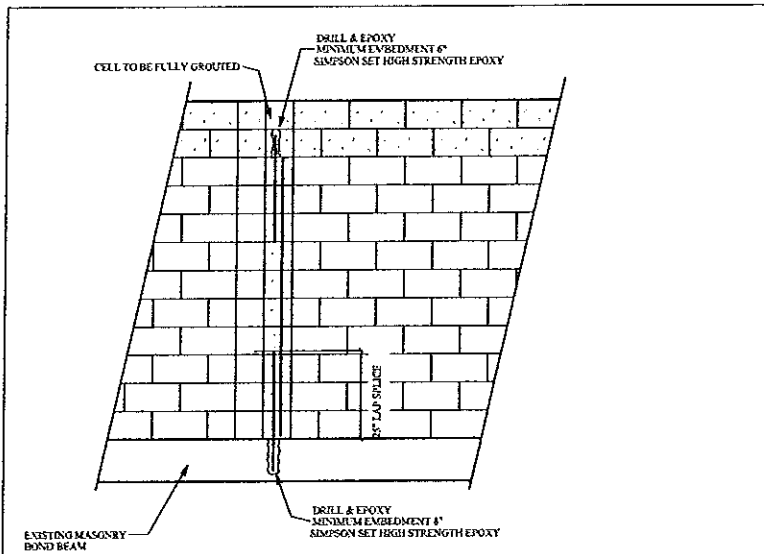 DRILL & EPOXY
MINIMUM EMBEDMENT 6"
SIMPSON SET HIGH STRENGTH EPOXY
CELL TO BE FULLY GROUTED
25" LAP SPLICE
DRILL & EPOXY
MINIMUM EMBEDMENT 8"
SIMPSON SET HIGH STRENGTH EPOXY
EXISTING MASONRY
BOND BEAM